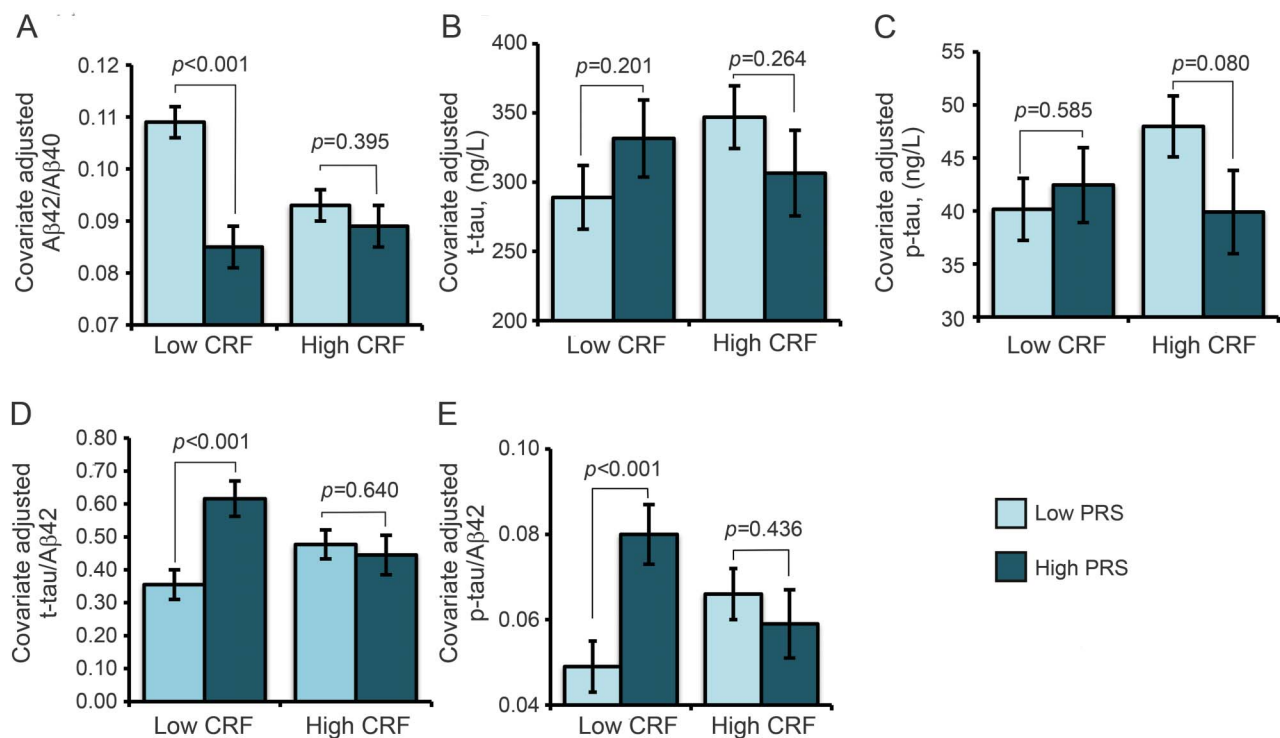 A
Covariate adjusted
Aβ42/Aβ40
0.12
0.11
0.10
0.09
0.08
0.07
p<0.001
p=0.395
Low CRF
High CRF
B
Covariate adjusted
t-tau, (ng/L)
400
350
300
250
200
p=0.201
p=0.264
Low CRF
High CRF
C
Covariate adjusted
p-tau, (ng/L)
55
50
45
40
35
30
p=0.585
p=0.080
Low CRF
High CRF
D
Covariate adjusted
t-tau/Aβ42
0.80
0.70
0.60
0.50
0.40
0.30
0.20
0.10
0.00
p<0.001
p=0.640
Low CRF
High CRF
E
Covariate adjusted
p-tau/Aβ42
0.10
0.08
0.06
0.04
p<0.001
p=0.436
Low CRF
High CRF
Low PRS
High PRS